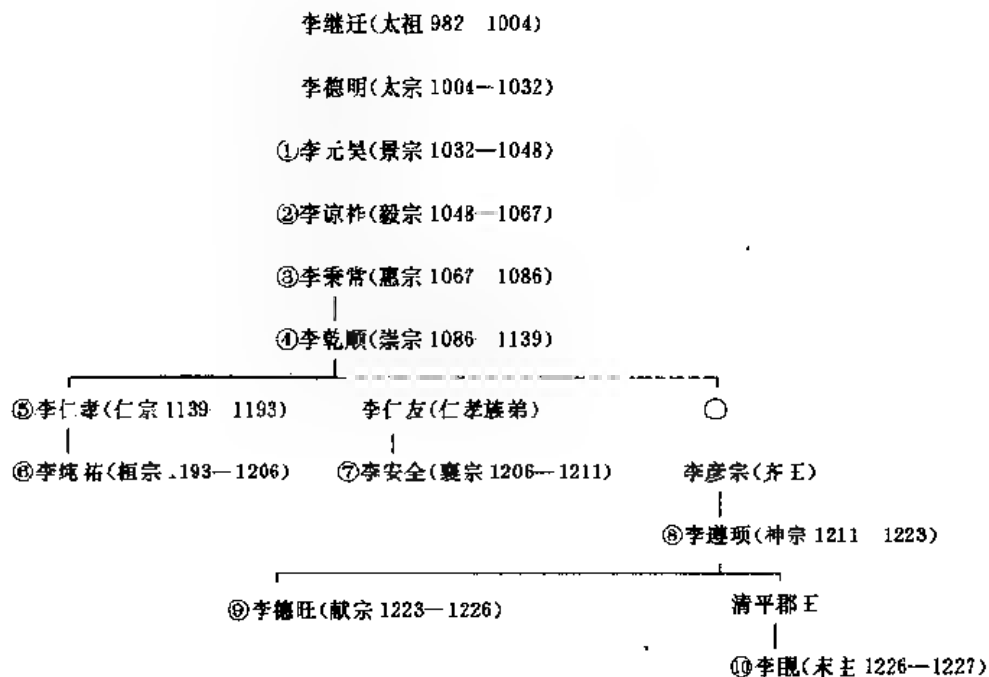 李继迁(太祖 982 1004)
李德明(太宗 1004—1032)
①李元昊(景宗 1032—1048)
②李谅祚(毅宗 1048—1067)
③李秉常(惠宗 1067 1086)
④李乾顺(崇宗 1086 1139)
⑤李仁孝(仁宗 1139 1193) 李仁友(仁孝族弟) ○
⑥李纯祐(桓宗 1193—1206) ⑦李安全(襄宗 1206—1211) 李彦宗(齐王)
⑧李遵顼(神宗 1211 1223)
⑨李德旺(献宗 1223—1226) 清平郡王
⑩李睍(末主 1226—1227)